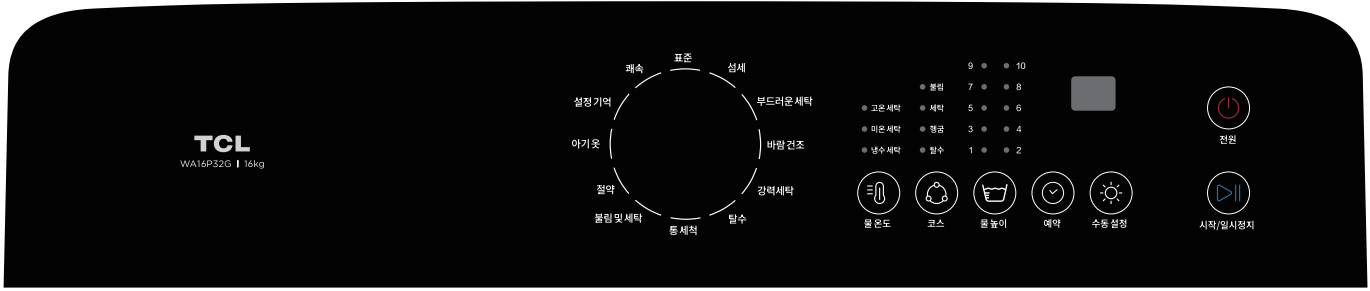 TCL
WA16P32G | 16kg
표준
섬세
부드러운 세탁
바람 건조
강력세탁
탈수
통 세척
불림 및 세탁
절약
아기 옷
설정 기억
쾌속
고온 세탁
미온 세탁
냉수 세탁
불림
세탁
헹굼
탈수
9 10
7 8
5 6
3 4
1 2
물 온도
코스
물 높이
예약
수동 설정
전원
시작/일시정지